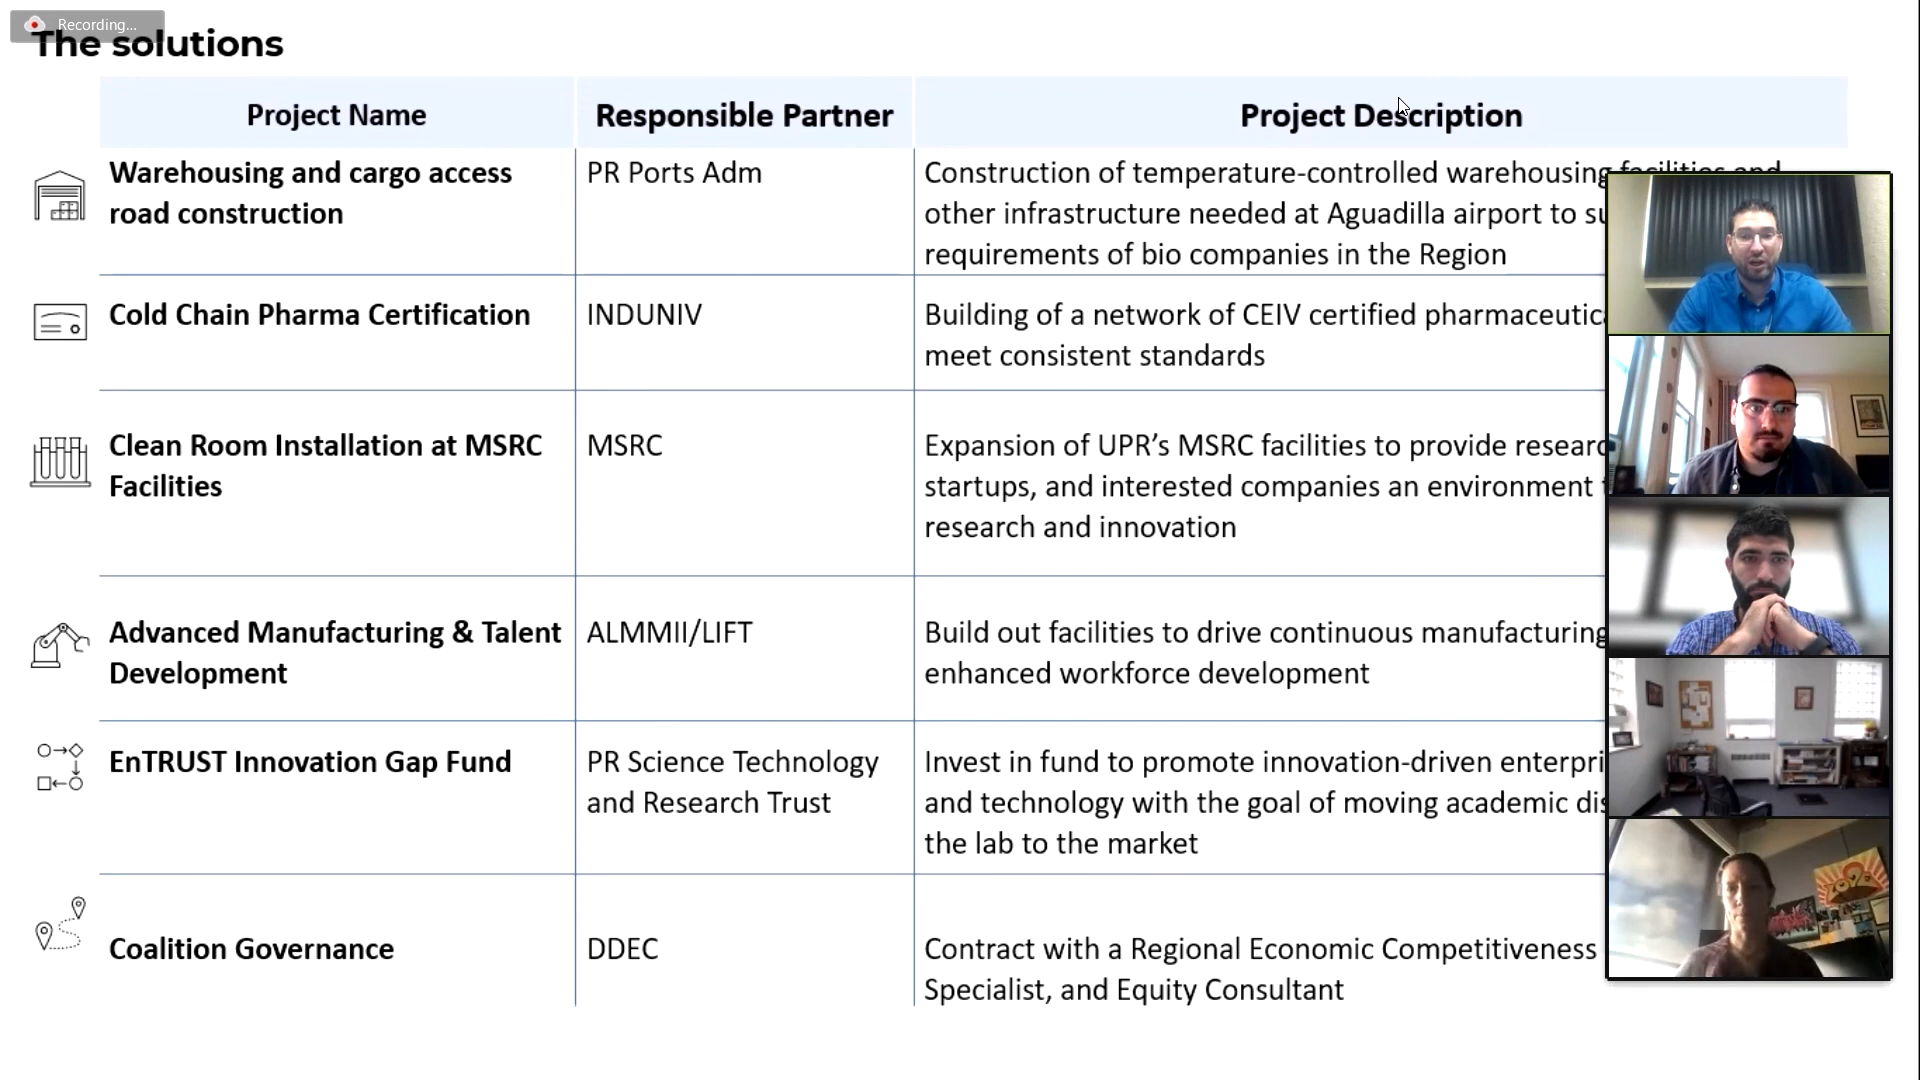 Recording...
The solutions
Project Name
Responsible Partner
Project Description
Warehousing and cargo access
road construction
PR Ports Adm
Construction of temperature-controlled warehousing facilities and
other infrastructure needed at Aguadilla airport to
requirements of bio companies in the Region
Cold Chain Pharma Certification
INDUNIV
Building of a network of CEIV certified
meet consistent standards
Clean Room Installation at MSRC
Facilities
MSRC
Expansion of UPR’s MSRC facilities to provide
startups, and interested companies an environment
research and innovation
Advanced Manufacturing & Talent
Development
ALMMII/LIFT
Build out facilities to drive continuous manufacturing
enhanced workforce development
EnTRUST Innovation Gap Fund
PR Science Technology
and Research Trust
Invest in fund to promote innovation-driven
and technology with the goal of moving academic
the lab to the market
Coalition Governance
DDEC
Contract with a Regional Economic Competitiveness
Specialist, and Equity Consultant